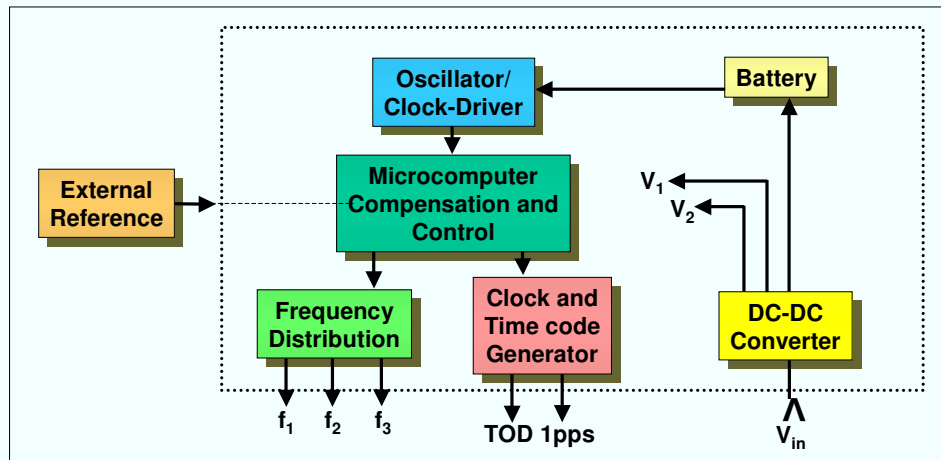 Oscillator/
Clock-Driver
Battery
External
Reference
Microcomputer
Compensation and
Control
V1
V2
Frequency
Distribution
Clock and
Time code
Generator
DC-DC
Converter
f1 f2 f3
TOD 1pps
Vin